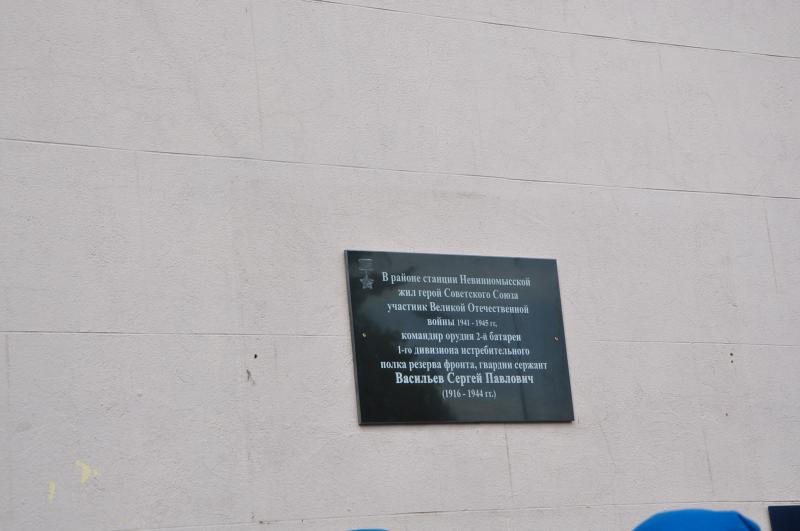 В районе станции Невинномысской
жил герой Советского Союза
участник Великой Отечественной
войны 1941 - 1945 гг,
командир орудия 2-й батареи
1-го дивизиона истребительного
полка резерва фронта, гвардии сержант
Васильев Сергей Павлович
(1916 - 1944 гг.)